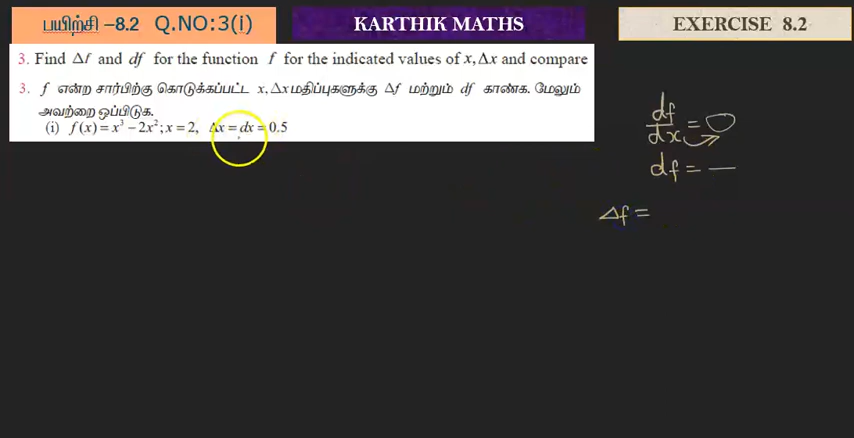 பயிற்சி –8.2 Q.NO:3(i)
KARTHIK MATHS
EXERCISE 8.2
3. Find Δf and df for the function f for the indicated values of x, Δx and compare
3. f என்ற சார்பிற்கு கொடுக்கப்பட்ட x, Δx மதிப்புகளுக்கு Δf மற்றும் df காண்க. மேலும்
அவற்றை ஒப்பிடுக.
(i) f(x) = x³ − 2x²; x = 2, Δx = dx = 0.5
df/dx =
df = —
Δf =